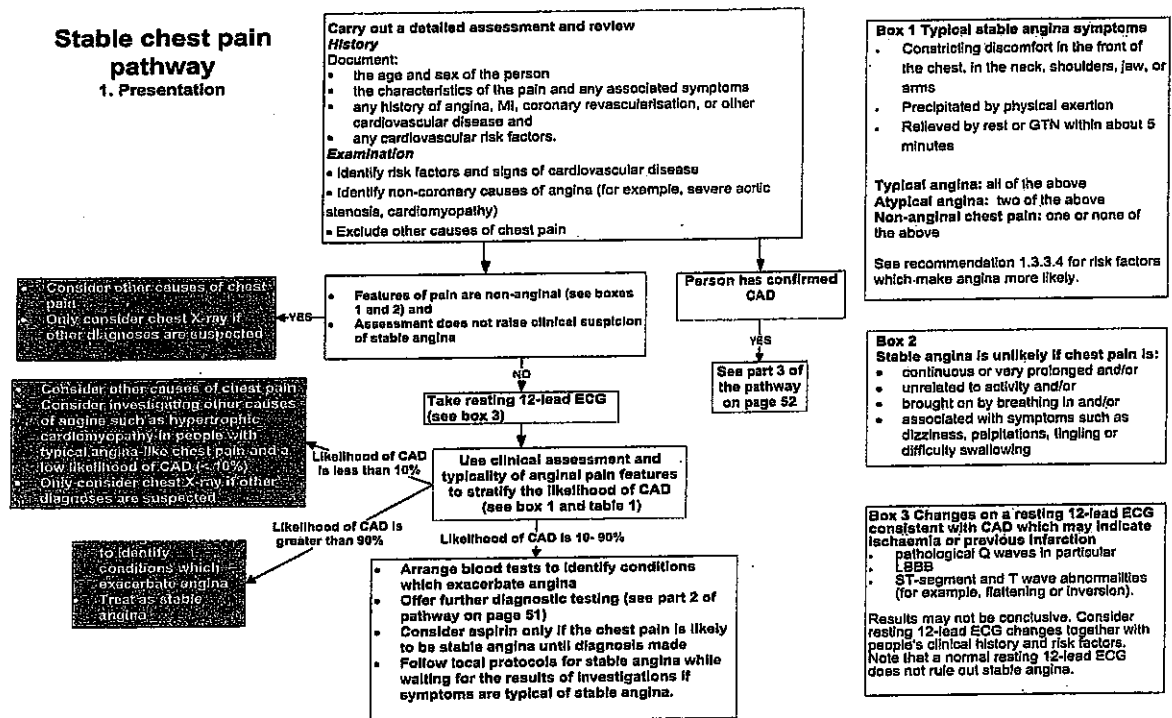 Stable chest pain
pathway
1. Presentation
Carry out a detailed assessment and review
History
Document:
• the age and sex of the person
• the characteristics of the pain and any associated symptoms
• any history of angina, MI, coronary revascularisation, or other
cardiovascular disease and
• any cardiovascular risk factors.
Examination
• Identify risk factors and signs of cardiovascular disease
• Identify non-coronary causes of angina (for example, severe aortic
stenosis, cardiomyopathy)
• Exclude other causes of chest pain
• Consider other causes of chest
pain
• Only consider chest X-ray if
other diagnoses are suspected
YES
• Features of pain are non-anginal (see boxes
1 and 2) and
• Assessment does not raise clinical suspicion
of stable angina
Person has confirmed
CAD
YES
See part 3 of
the pathway
on page 52
NO
Take resting 12-lead ECG
(see box 3)
• Consider other causes of chest pain
• Consider investigating other causes
of angina such as hypertrophic
cardiomyopathy in people with
typical angina-like chest pain and a
low likelihood of CAD (< 10%)
• Only consider chest X-ray if other
diagnoses are suspected
Likelihood of CAD
is less than 10%
Use clinical assessment and
typicality of anginal pain features
to stratify the likelihood of CAD
(see box 1 and table 1)
Likelihood of CAD is
greater than 90%
Likelihood of CAD is 10- 90%
to identify
conditions which
exacerbate angina
Treat as stable
angina
• Arrange blood tests to identify conditions
which exacerbate angina
• Offer further diagnostic testing (see part 2 of
pathway on page 51)
• Consider aspirin only if the chest pain is likely
to be stable angina until diagnosis made
• Follow local protocols for stable angina while
waiting for the results of investigations if
symptoms are typical of stable angina.
Box 1 Typical stable angina symptoms
• Constricting discomfort in the front of
the chest, in the neck, shoulders, jaw, or
arms
• Precipitated by physical exertion
• Relieved by rest or GTN within about 5
minutes
Typical angina: all of the above
Atypical angina: two of the above
Non-anginal chest pain: one or none of
the above
See recommendation 1.3.3.4 for risk factors
which make angina more likely.
Box 2
Stable angina is unlikely if chest pain is:
• continuous or very prolonged and/or
• unrelated to activity and/or
• brought on by breathing in and/or
• associated with symptoms such as
dizziness, palpitations, tingling or
difficulty swallowing
Box 3 Changes on a resting 12-lead ECG
consistent with CAD which may indicate
ischaemia or previous infarction
• pathological Q waves in particular
• LBBB
• ST-segment and T wave abnormalities
(for example, flattening or inversion).
Results may not be conclusive. Consider
resting 12-lead ECG changes together with
people's clinical history and risk factors.
Note that a normal resting 12-lead ECG
does not rule out stable angina.